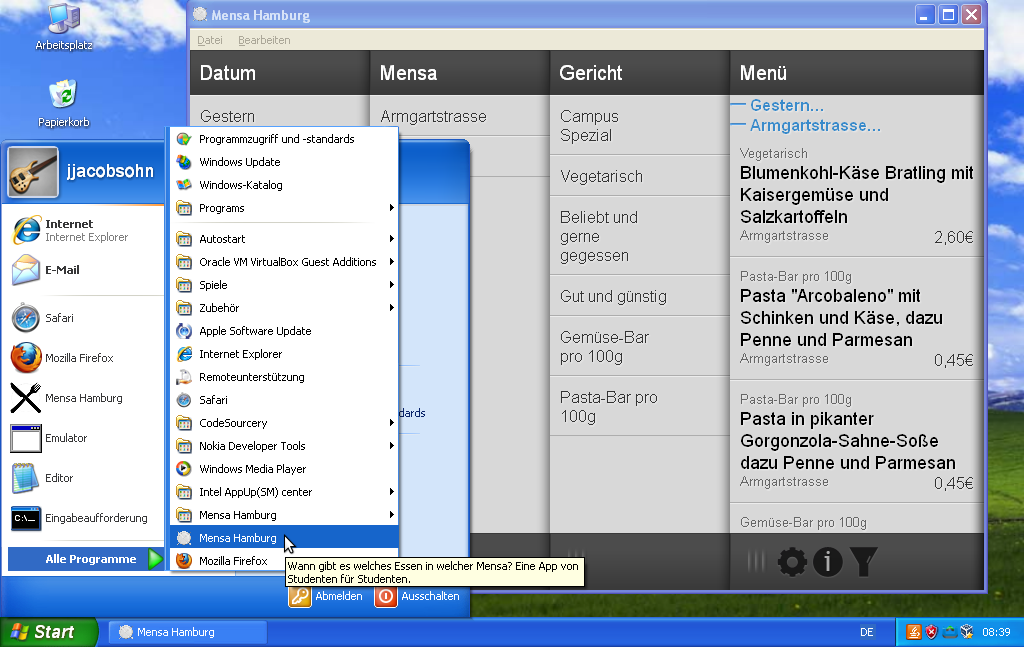 Arbeitsplatz
Papierkorb
Mensa Hamburg
Datei Bearbeiten
Datum Mensa Gericht Menü
Gestern
Armgartstrasse
Campus
Spezial
Vegetarisch
Beliebt und
gerne
gegessen
Gut und günstig
Gemüse-Bar
pro 100g
Pasta-Bar pro
100g
Gestern...
Armgartstrasse...
Vegetarisch
Blumenkohl-Käse Bratling mit
Kaisergemüse und
Salzkartoffeln
Armgartstrasse 2,60€
Pasta-Bar pro 100g
Pasta "Arcobaleno" mit
Schinken und Käse, dazu
Penne und Parmesan
Armgartstrasse 0,45€
Pasta-Bar pro 100g
Pasta in pikanter
Gorgonzola-Sahne-Soße
dazu Penne und Parmesan
Armgartstrasse 0,45€
Gemüse-Bar pro 100g
jjacobsohn
Internet
Internet Explorer
E-Mail
Safari
Mozilla Firefox
Mensa Hamburg
Emulator
Editor
C:\_
Eingabeaufforderung
Alle Programme
Programmzugriff und -standards
Windows Update
Windows-Katalog
Programs
Autostart
Oracle VM VirtualBox Guest Additions
Spiele
Zubehör
Apple Software Update
Internet Explorer
Remoteunterstützung
Safari
CodeSourcery
Nokia Developer Tools
Windows Media Player
Intel AppUp(SM) center
Mensa Hamburg
Mensa Hamburg
Mozilla Firefox
dards
Wann gibt es welches Essen in welcher Mensa? Eine App von
Studenten für Studenten.
Abmelden Ausschalten
Start Mensa Hamburg DE 08:39